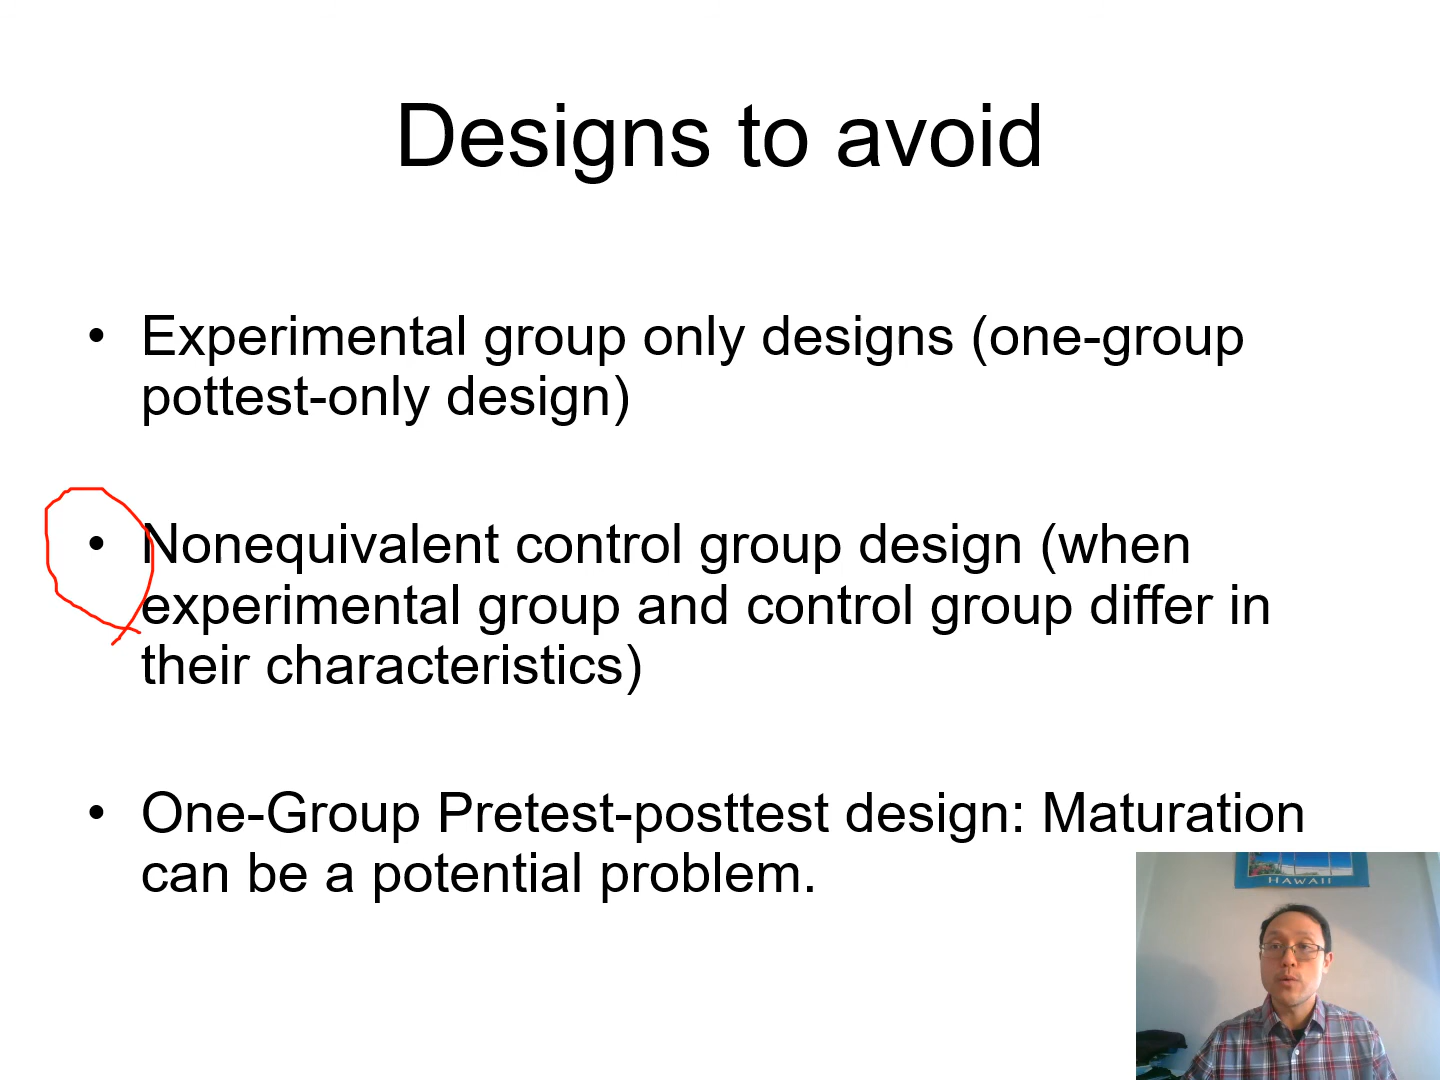 Designs to avoid
• Experimental group only designs (one-group
pottest-only design)
• Nonequivalent control group design (when
experimental group and control group differ in
their characteristics)
• One-Group Pretest-posttest design: Maturation
can be a potential problem.
HAWAII